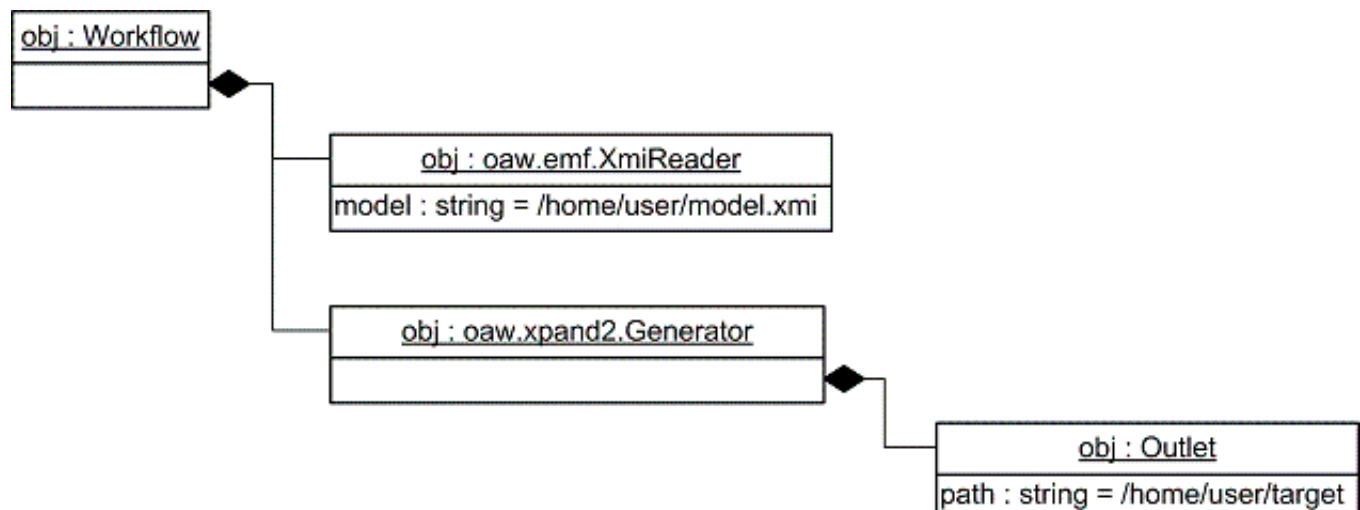 obj : Workflow
obj : oaw.emf.XmiReader
model : string = /home/user/model.xmi
obj : oaw.xpand2.Generator
obj : Outlet
path : string = /home/user/target